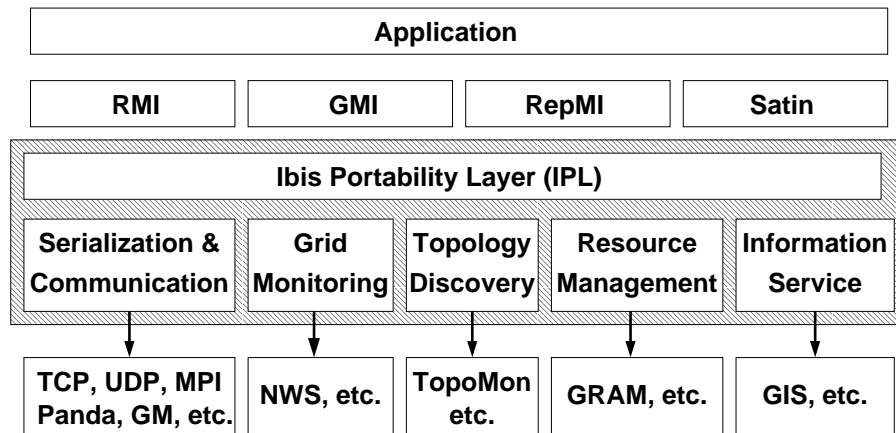 Application
RMI
GMI
RepMI
Satin
Ibis Portability Layer (IPL)
Serialization &
Communication
Grid
Monitoring
Topology
Discovery
Resource
Management
Information
Service
TCP, UDP, MPI
Panda, GM, etc.
NWS, etc.
TopoMon
etc.
GRAM, etc.
GIS, etc.